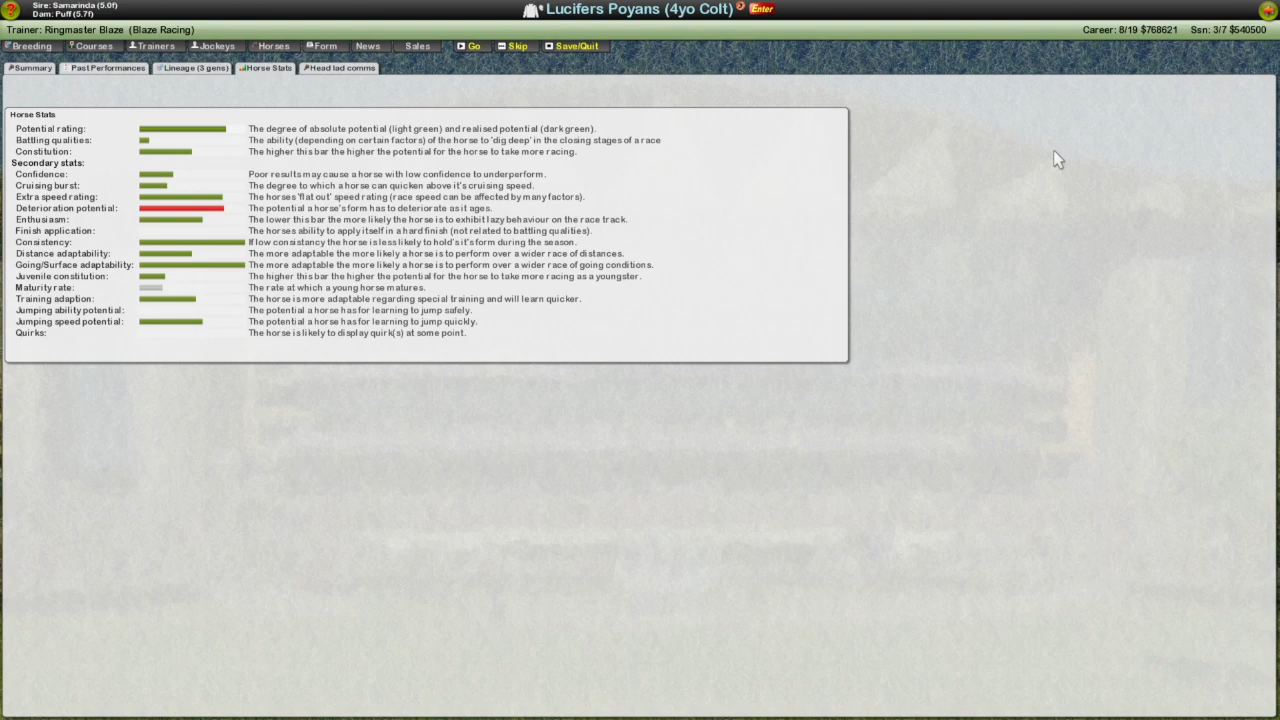 Sire: Samarinda (5.0f)
Dam: Puff (5.7f)
Lucifers Poyans (4yo Colt) Enter
Trainer: Ringmaster Blaze (Blaze Racing) Career: 8/19 $768621 Ssn: 3/7 $540500
Breeding Courses Trainers Jockeys Horses Form News Sales Go Skip Save/Quit
Summary Past Performances Lineage (3 gens) Horse Stats Head lad comms
Horse Stats
Potential rating: The degree of absolute potential (light green) and realised potential (dark green).
Battling qualities: The ability (depending on certain factors) of the horse to 'dig deep' in the closing stages of a race
Constitution: The higher this bar the higher the potential for the horse to take more racing.
Secondary stats:
Confidence: Poor results may cause a horse with low confidence to underperform.
Cruising burst: The degree to which a horse can quicken above it's cruising speed.
Extra speed rating: The horses 'flat out' speed rating (race speed can be affected by many factors).
Deterioration potential: The potential a horse's form has to deteriorate as it ages.
Enthusiasm: The lower this bar the more likely the horse is to exhibit lazy behaviour on the race track.
Finish application: The horses ability to apply itself in a hard finish (not related to battling qualities).
Consistency: If low consistancy the horse is less likely to hold's it's form during the season.
Distance adaptability: The more adaptable the more likely a horse is to perform over a wider race of distances.
Going/Surface adaptability: The more adaptable the more likely a horse is to perform over a wider race of going conditions.
Juvenile constitution: The higher this bar the higher the potential for the horse to take more racing as a youngster.
Maturity rate: The rate at which a young horse matures.
Training adaption: The horse is more adaptable regarding special training and will learn quicker.
Jumping ability potential: The potential a horse has for learning to jump safely.
Jumping speed potential: The potential a horse has for learning to jump quickly.
Quirks: The horse is likely to display quirk(s) at some point.